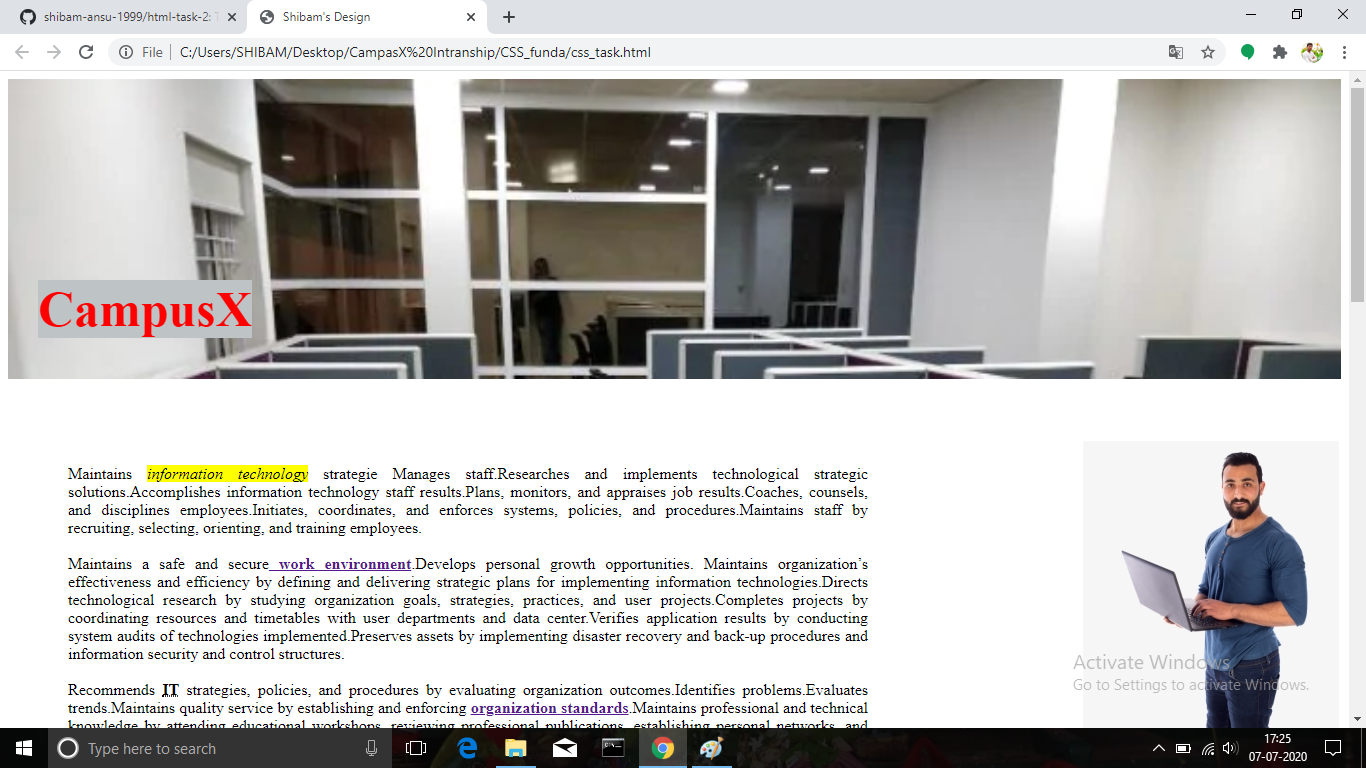 shibam-ansu-1999/html-task-2: T
Shibam's Design
File
C:/Users/SHIBAM/Desktop/CampasX%20Intranship/CSS_funda/css_task.html
CampusX
Maintains information technology strategie Manages staff.Researches and implements technological strategic
solutions.Accomplishes information technology staff results.Plans, monitors, and appraises job results.Coaches, counsels,
and disciplines employees.Initiates, coordinates, and enforces systems, policies, and procedures.Maintains staff by
recruiting, selecting, orienting, and training employees.
Maintains a safe and secure work environment.Develops personal growth opportunities. Maintains organization’s
effectiveness and efficiency by defining and delivering strategic plans for implementing information technologies.Directs
technological research by studying organization goals, strategies, practices, and user projects.Completes projects by
coordinating resources and timetables with user departments and data center.Verifies application results by conducting
system audits of technologies implemented.Preserves assets by implementing disaster recovery and back-up procedures and
information security and control structures.
Recommends IT strategies, policies, and procedures by evaluating organization outcomes.Identifies problems.Evaluates
trends.Maintains quality service by establishing and enforcing organization standards.Maintains professional and technical
knowledge by attending educational workshops, reviewing professional publications, establishing personal networks, and
Activate Windows
Go to Settings to activate Windows.
Type here to search
17:25
07-07-2020